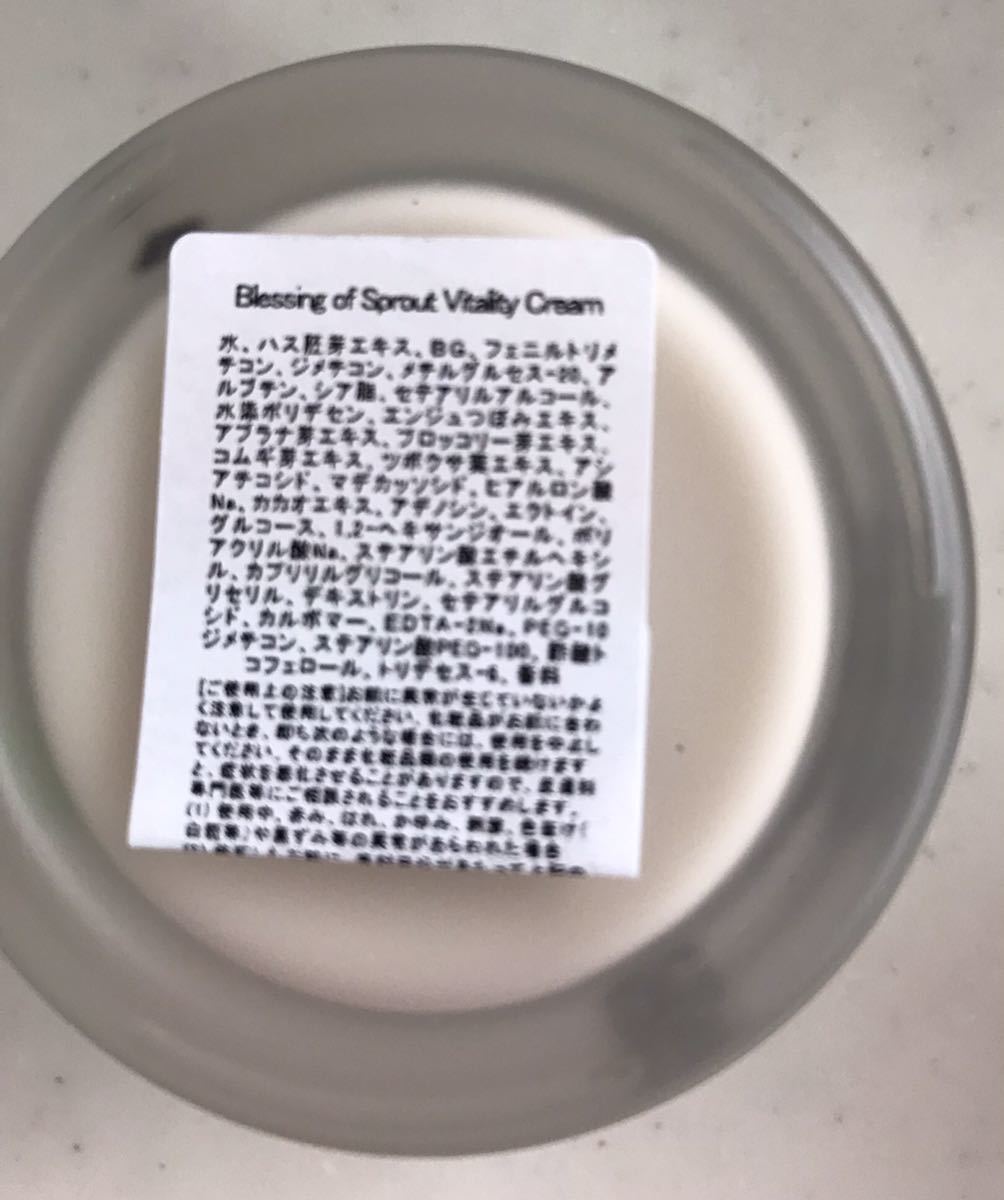 Blessing of Sprout Vitality Cream
水、ハス胚芽エキス、BG、フェニルトリメ
チコン、ジメチコン、メチルグルセス-20、ア
ルブチン、シア脂、セテアリルアルコール、
水添ポリデセン、エンジュつぼみエキス、
アブラナ芽エキス、ブロッコリー芽エキス、
コムギ芽エキス、ツボクサ葉エキス、アシ
アチコシド、マデカッソシド、ヒアルロン酸
Na、カカオエキス、アデノシン、エクトイン、
グルコース、1,2-ヘキサンジオール、ポリ
アクリル酸Na、ステアリン酸エチルヘキシ
ル、カプリリルグリコール、ステアリン酸グ
リセリル、デキストリン、セテアリルグルコ
シド、カルボマー、EDTA-2Na、PEG-10
ジメチコン、ステアリン酸PEG-100、酢酸ト
コフェロール、トリデセス-6、香料
[ご使用上の注意]お肌に異常が生じていないかよ
く注意して使用してください。化粧品がお肌に合わ
ないとき、即ち次のような場合には、使用を中止し
てください。そのまま化粧品類の使用を続けます
と、症状を悪化させることがありますので、皮膚科
専門医等にご相談されることをおすすめします。
(1)使用中、赤み、はれ、かゆみ、刺激、色抜け(
白斑等)や黒ずみ等の異常があらわれた場合